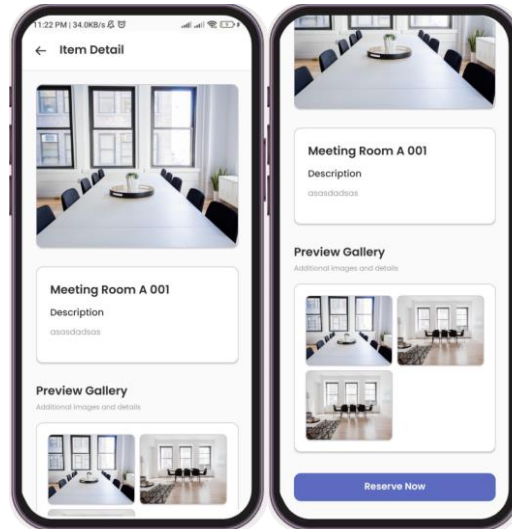 11:22 PM | 34.0KB/s
Item Detail
Meeting Room A 001
Description
asasdadsas
Preview Gallery
Additional images and details
Meeting Room A 001
Description
asasdadsas
Preview Gallery
Additional images and details
Reserve Now